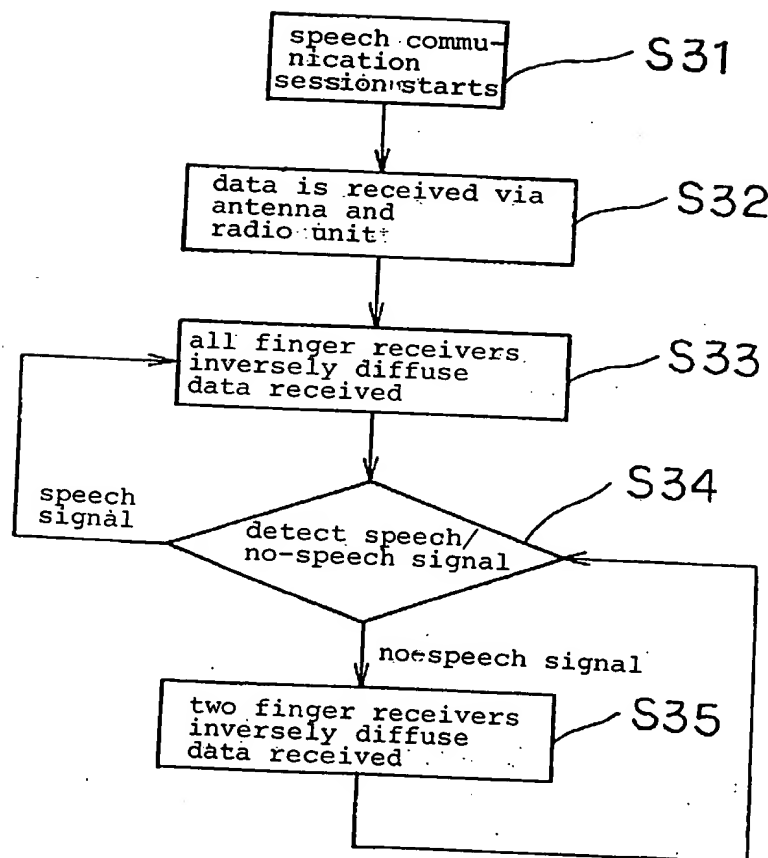 speech commu-
nication
session starts
S31
data is received via
antenna and
radio unit
S32
all finger receivers
inversely diffuse
data received
S33
S34
speech
signal
detect speech/
no-speech signal
no-speech signal
two finger receivers
inversely diffuse
data received
S35